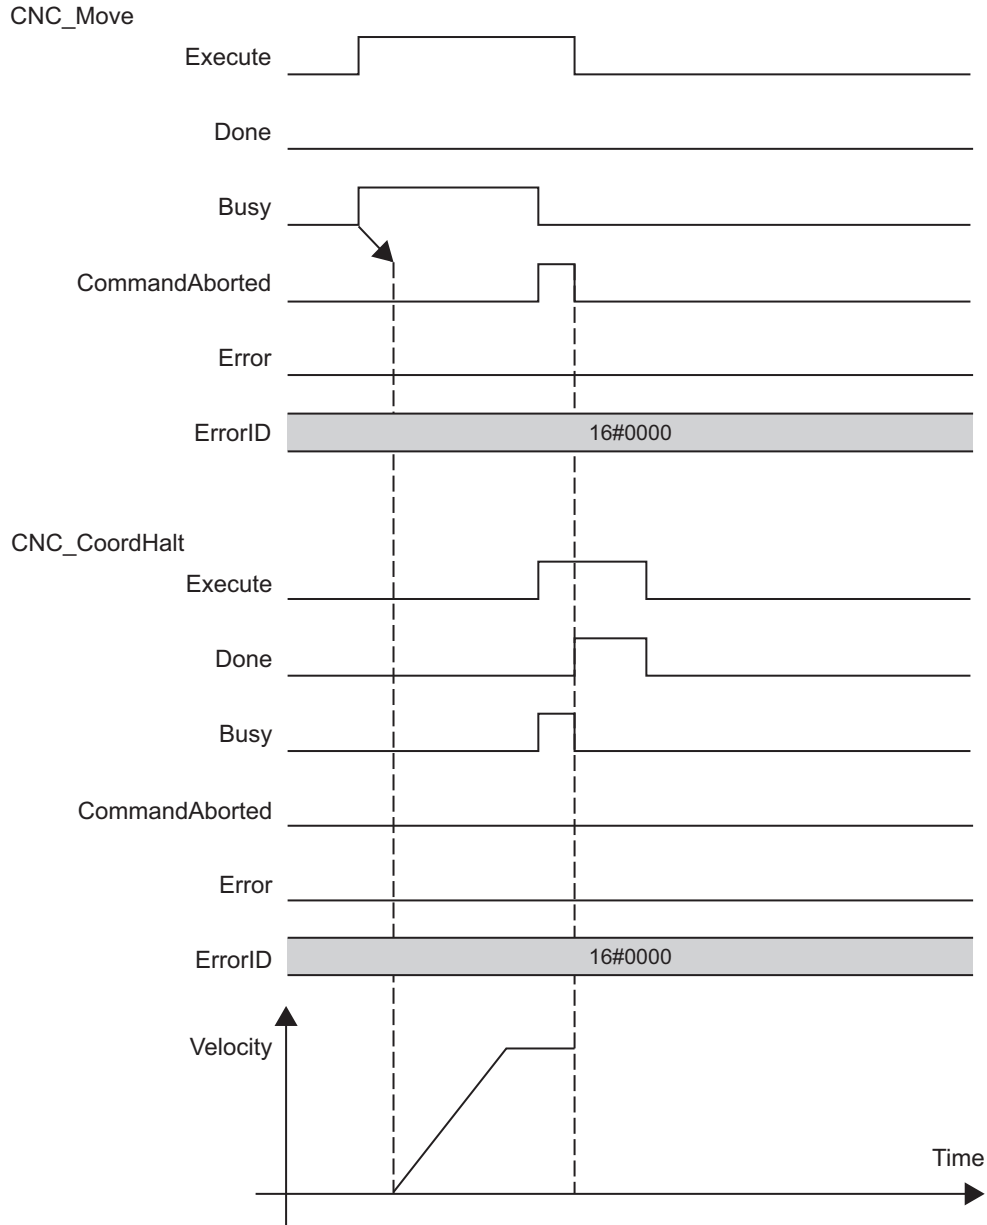 CNC_Move
Execute
Done
Busy
CommandAborted
Error
ErrorID
16#0000
CNC_CoordHalt
Execute
Done
Busy
CommandAborted
Error
ErrorID
16#0000
Velocity
Time